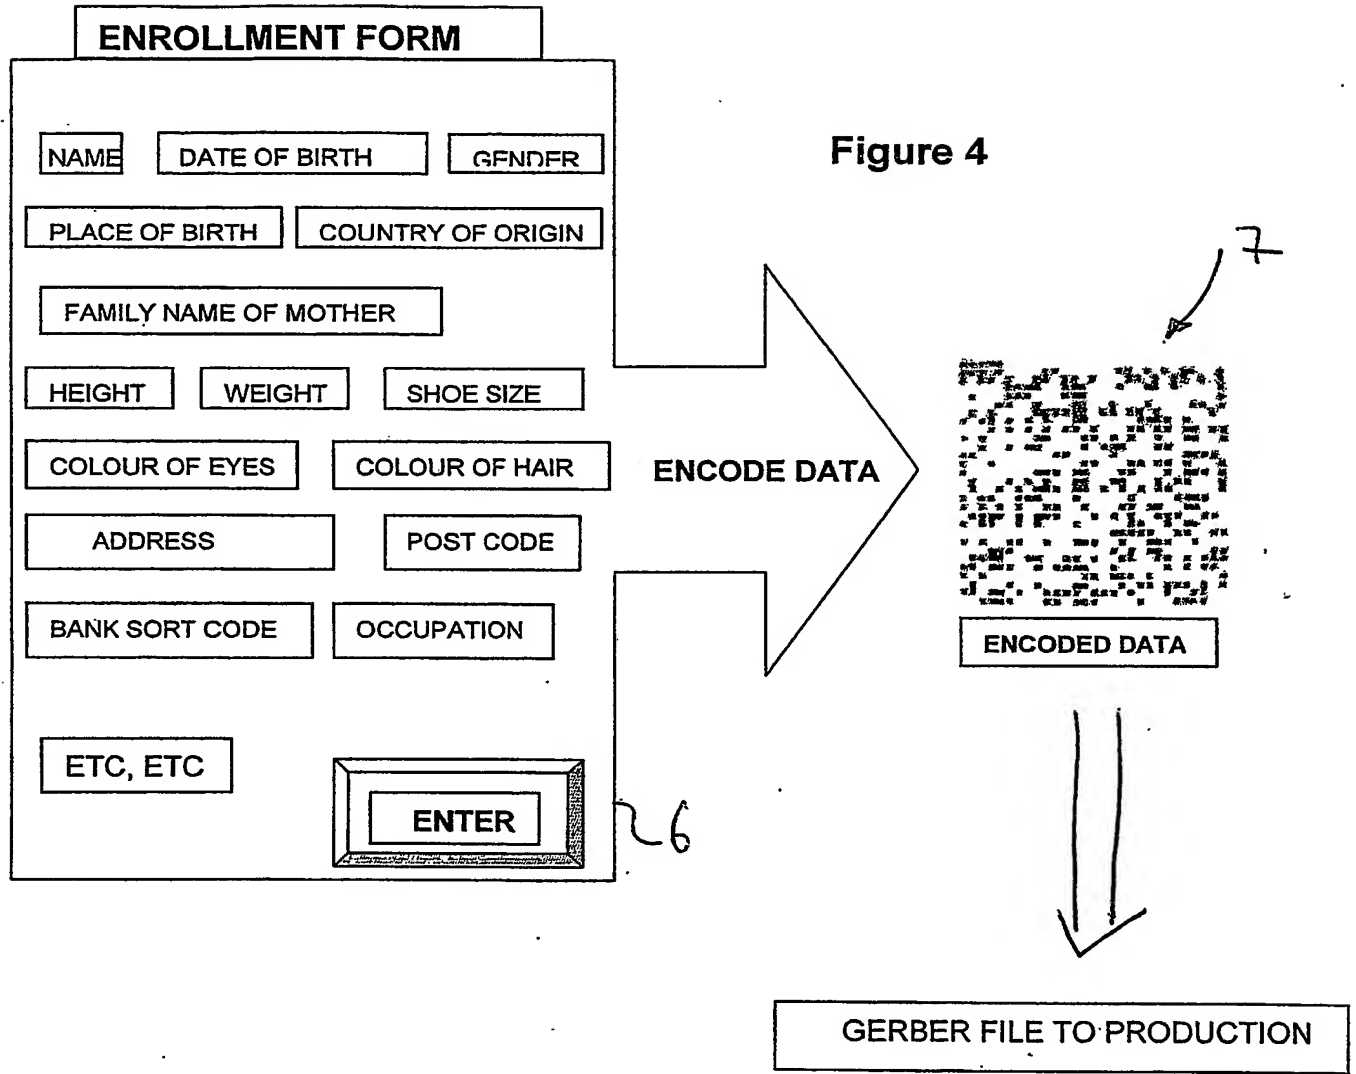 ENROLLMENT FORM
Figure 4
NAME DATE OF BIRTH GENDER
PLACE OF BIRTH COUNTRY OF ORIGIN
7
FAMILY NAME OF MOTHER
HEIGHT WEIGHT SHOE SIZE
COLOUR OF EYES COLOUR OF HAIR
ENCODE DATA
ADDRESS POST CODE
BANK SORT CODE OCCUPATION
ENCODED DATA
ETC, ETC
ENTER
6
GERBER FILE TO PRODUCTION